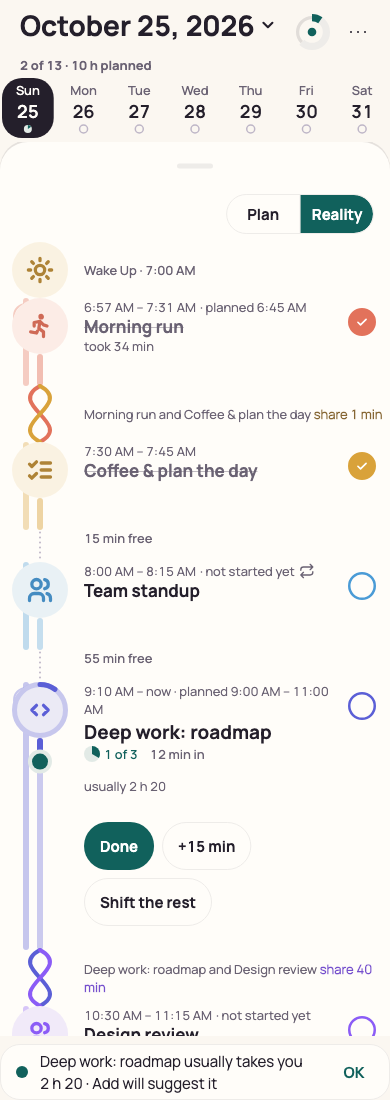 October 25, 2026
2 of 13 · 10 h planned
Sun Mon Tue Wed Thu Fri Sat
25 26 27 28 29 30 31
Plan Reality
Wake Up · 7:00 AM
6:57 AM – 7:31 AM · planned 6:45 AM
Morning run
took 34 min
Morning run and Coffee & plan the day share 1 min
7:30 AM – 7:45 AM
Coffee & plan the day
15 min free
8:00 AM – 8:15 AM · not started yet
Team standup
55 min free
9:10 AM – now · planned 9:00 AM – 11:00
AM
Deep work: roadmap
1 of 3 12 min in
usually 2 h 20
Done +15 min
Shift the rest
Deep work: roadmap and Design review share 40
min
10:30 AM – 11:15 AM · not started yet
Design review
Deep work: roadmap usually takes you
2 h 20 · Add will suggest it
OK